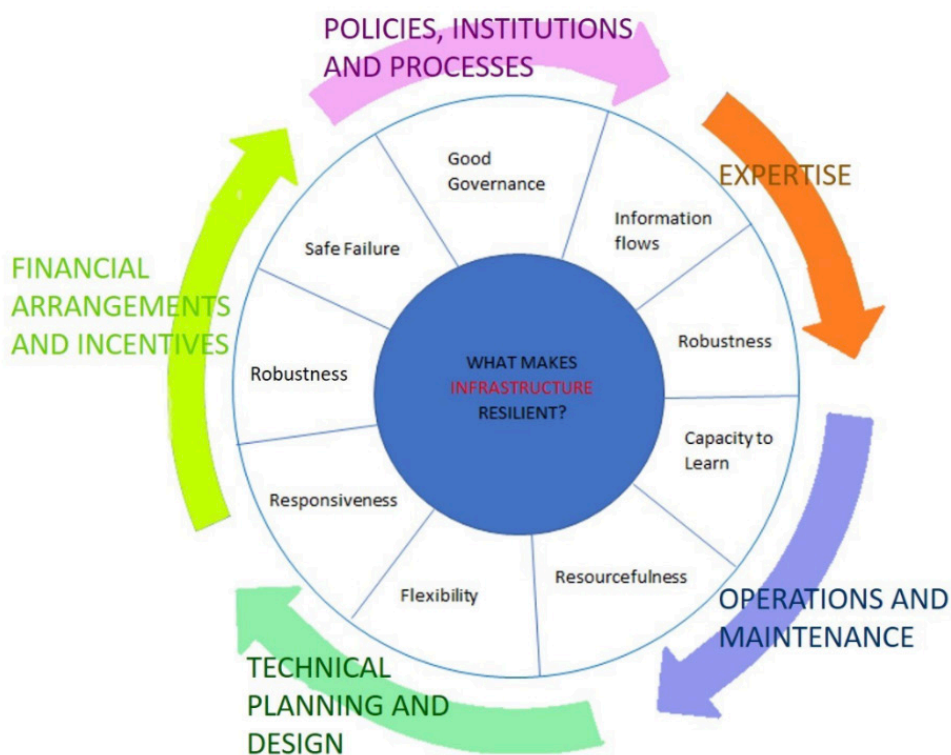 POLICIES, INSTITUTIONS
AND PROCESSES
EXPERTISE
OPERATIONS AND
MAINTENANCE
TECHNICAL
PLANNING AND
DESIGN
FINANCIAL
ARRANGEMENTS
AND INCENTIVES
Good
Governance
Information
flows
Robustness
Capacity to
Learn
Resourcefulness
Flexibility
Responsiveness
Robustness
Safe Failure
WHAT MAKES
INFRASTRUCTURE
RESILIENT?